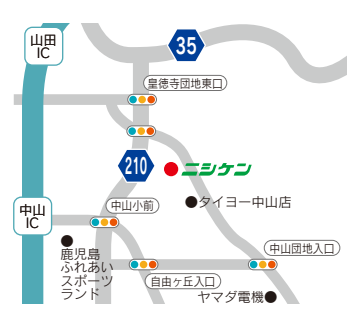 山田
IC
35
皇徳寺団地東口
210
ニシケン
中山小前
●タイヨー中山店
中山
IC
鹿児島
ふれあい
スポーツ
ランド
中山団地入口
自由ヶ丘入口
ヤマダ電機●